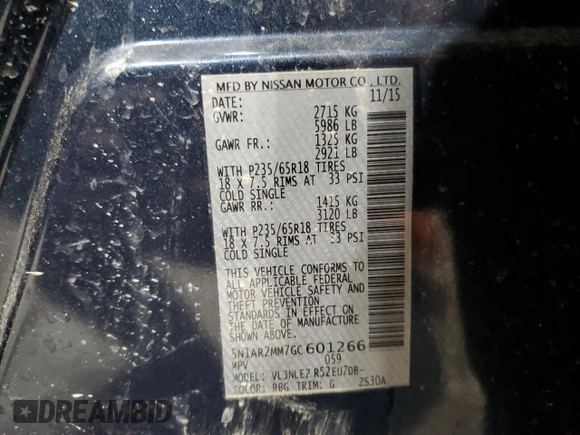 MFD BY NISSAN MOTOR CO., LTD.
DATE: 11/15
GVWR: 2715 KG
5986 LB
GAWR FR.: 1325 KG
2921 LB
WITH P235/65R18 TIRES
18 X 7.5 RIMS AT 33 PSI
COLD SINGLE
GAWR RR.: 1415 KG
3120 LB
WITH P235/65R18 TIRES
18 X 7.5 RIMS AT 33 PSI
COLD SINGLE
THIS VEHICLE CONFORMS TO
ALL APPLICABLE FEDERAL
MOTOR VEHICLE SAFETY AND
THEFT PREVENTION
STANDARDS IN EFFECT ON
THE DATE OF MANUFACTURE
SHOWN ABOVE.
5N1AR2MM7GC601266
MPV 059
MODEL: VLJNLEZ R52EU7DB-
COLOR: RBG TRIM: G 2S30A